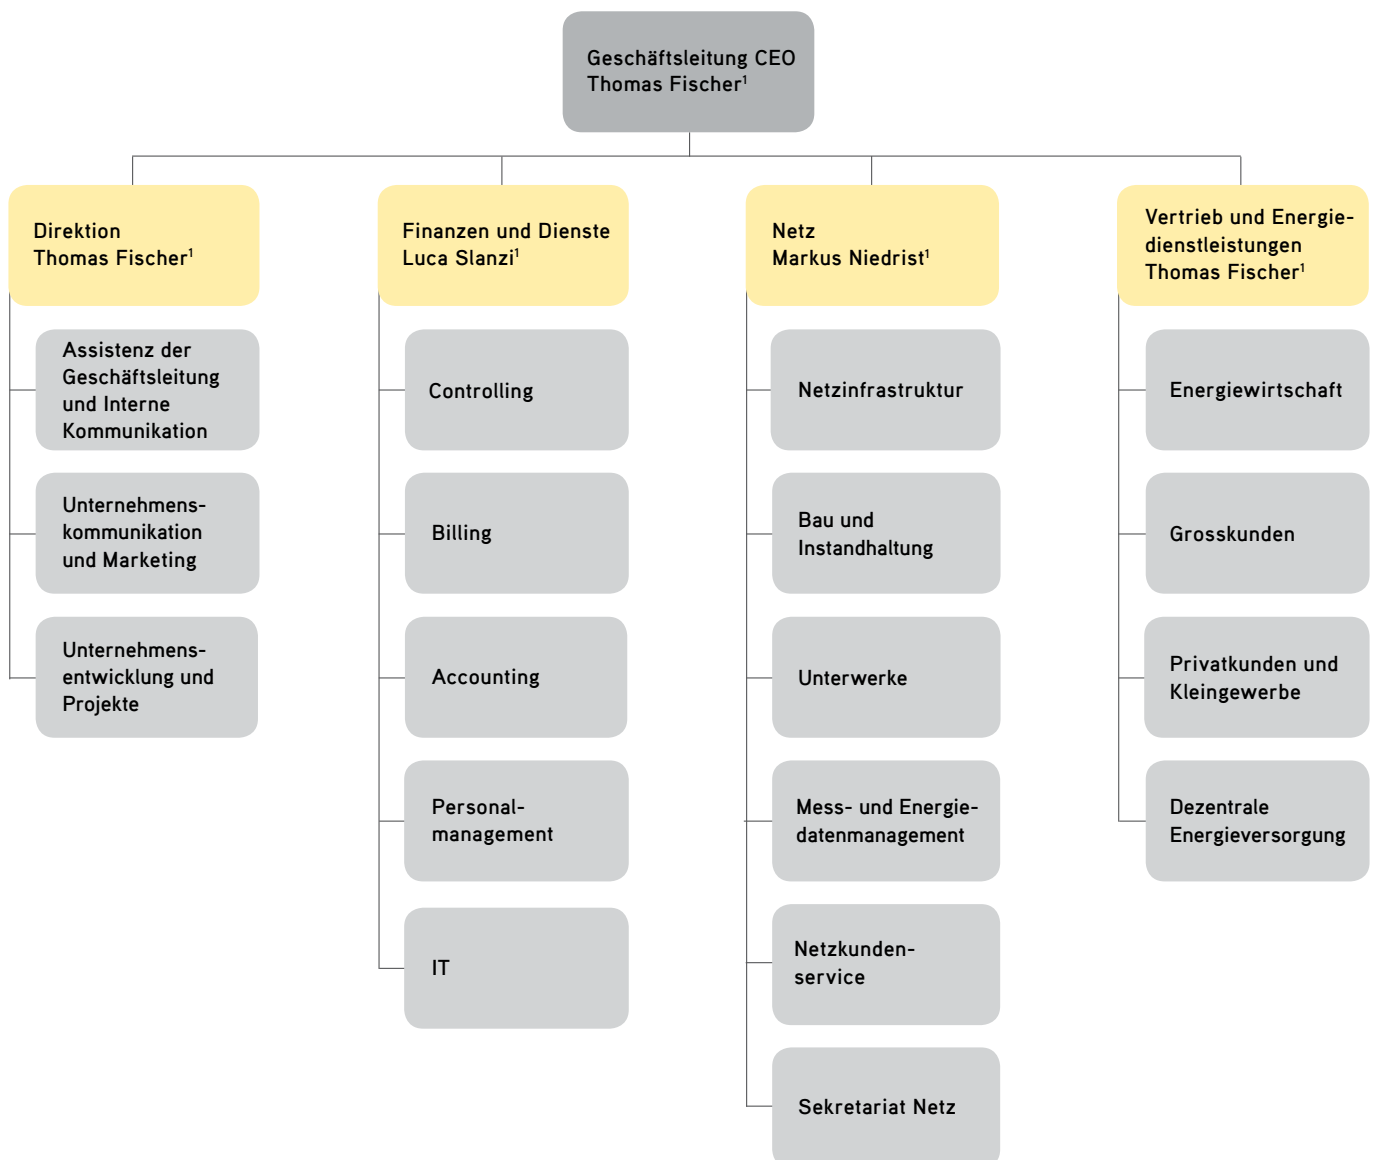 Geschäftsleitung CEO
Thomas Fischer¹
Direktion
Thomas Fischer¹
Assistenz der
Geschäftsleitung
und Interne
Kommunikation
Unternehmens-
kommunikation
und Marketing
Unternehmens-
entwicklung und
Projekte
Finanzen und Dienste
Luca Slanzi¹
Controlling
Billing
Accounting
Personal-
management
IT
Netz
Markus Niedrist¹
Netzinfrastruktur
Bau und
Instandhaltung
Unterwerke
Mess- und Energie-
datenmanagement
Netzkunden-
service
Sekretariat Netz
Vertrieb und Energie-
dienstleistungen
Thomas Fischer¹
Energiewirtschaft
Grosskunden
Privatkunden und
Kleingewerbe
Dezentrale
Energieversorgung